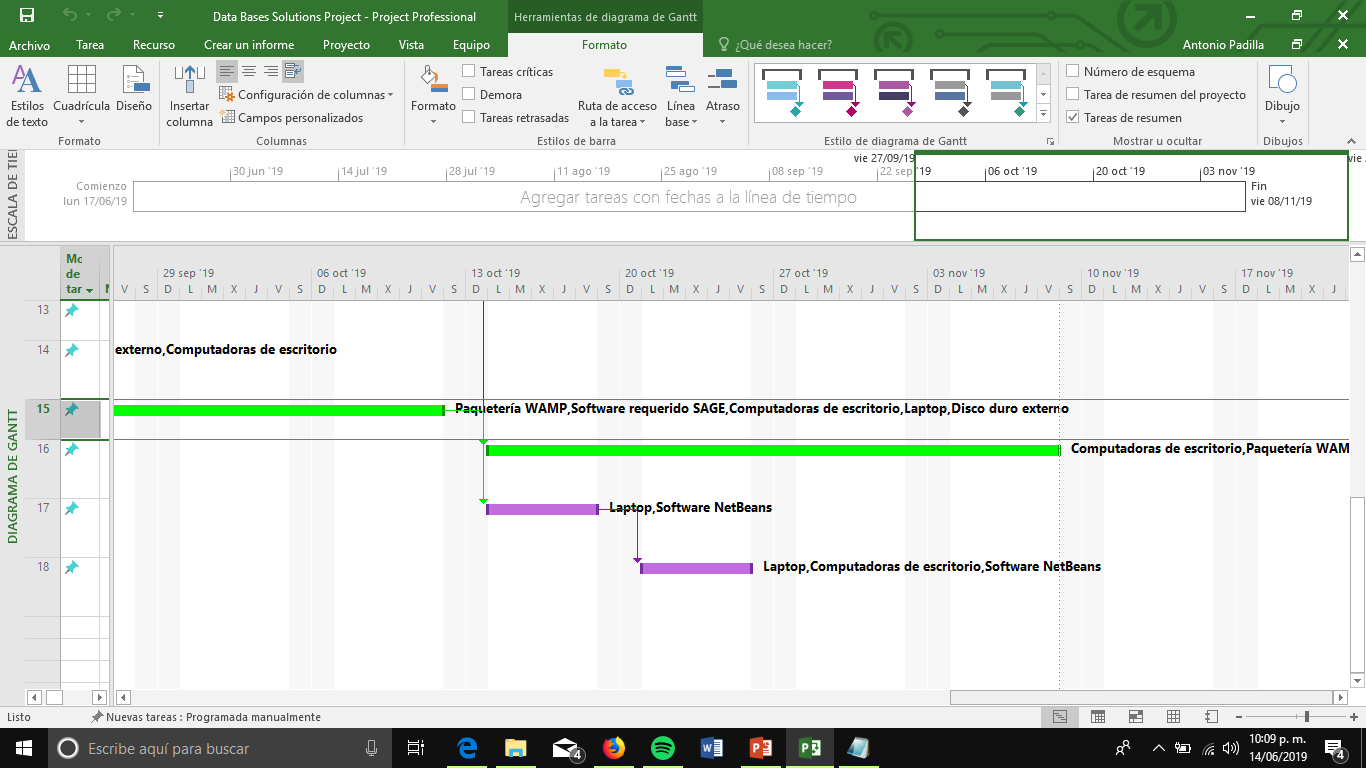 Data Bases Solutions Project - Project Professional
Herramientas de diagrama de Gantt
Archivo Tarea Recurso Crear un informe Proyecto Vista Equipo Formato ¿Qué desea hacer? Antonio Padilla
Estilos de texto
Cuadrícula
Diseño
Formato
Insertar columna
Configuración de columnas
Campos personalizados
Columnas
Formato
Tareas críticas
Demora
Tareas retrasadas
Ruta de acceso a la tarea
Línea base
Atraso
Estilos de barra
Estilo de diagrama de Gantt
Número de esquema
Tarea de resumen del proyecto
Tareas de resumen
Mostrar u ocultar
Dibujo
Dibujos
ESCALA DE TIE
vie 27/09/19
vie
30 jun '19 14 jul '19 28 jul '19 11 ago '19 25 ago '19 08 sep '19 22 sep '19 06 oct '19 20 oct '19 03 nov '19
Comienzo
lun 17/06/19
Agregar tareas con fechas a la línea de tiempo
Fin
vie 08/11/19
DIAGRAMA DE GANTT
Mo
de
tar
29 sep '19 06 oct '19 13 oct '19 20 oct '19 27 oct '19 03 nov '19 10 nov '19 17 nov '19
V S D L M X J V S D L M X J V S D L M X J V S D L M X J V S D L M X J V S D L M X J V S D L M X J V S D L M X J
13
14 externo,Computadoras de escritorio
15 Paquetería WAMP,Software requerido SAGE,Computadoras de escritorio,Laptop,Disco duro externo
16 Computadoras de escritorio,Paquetería WAM
17 Laptop,Software NetBeans
18 Laptop,Computadoras de escritorio,Software NetBeans
Listo Nuevas tareas : Programada manualmente
Escribe aquí para buscar
4
10:09 p. m.
14/06/2019
4